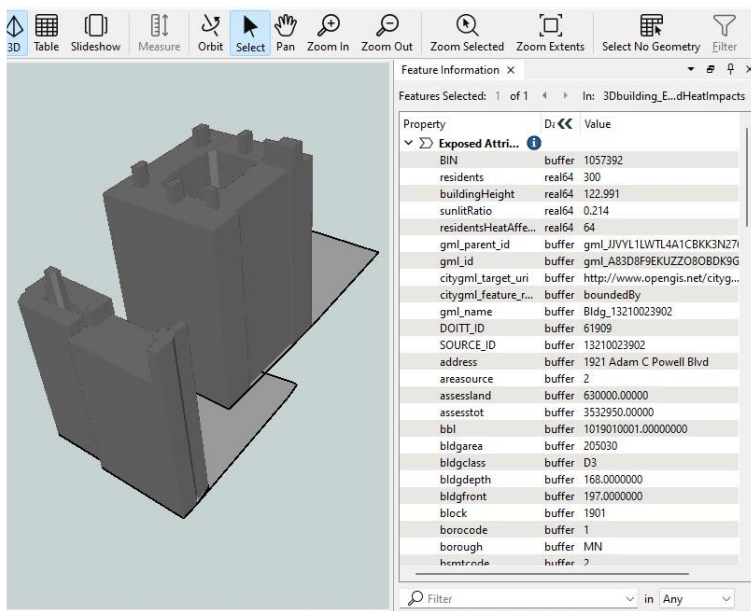 3D Table Slideshow Measure Orbit Select Pan Zoom In Zoom Out Zoom Selected Zoom Extents Select No Geometry Filter
Feature Information
Features Selected: 1 of 1 In: 3Dbuilding_E...dHeatImpacts
Property Value
Exposed Attri...
BIN buffer 1057392
residents real64 300
buildingHeight real64 122.991
sunlitRatio real64 0.214
residentsHeatAffe... real64 64
gml_parent_id buffer
gml_id buffer
citygml_target_uri buffer http://www.opengis.net/cityg...
citygml_feature_r... buffer boundedBy
gml_name buffer Bldg_13210023902
DOITT_ID buffer 61909
SOURCE_ID buffer 13210023902
address buffer 1921 Adam C Powell Blvd
areasource buffer 2
assessland buffer 630000.00000
assesstot buffer 3532950.00000
bbl buffer 1019010001.00000000
bldgarea buffer 205030
bldgclass buffer D3
bldgdepth buffer 168.0000000
bldgfront buffer 197.0000000
block buffer 1901
borocode buffer 1
borough buffer MN
bsmtcode buffer 2
Filter in Any